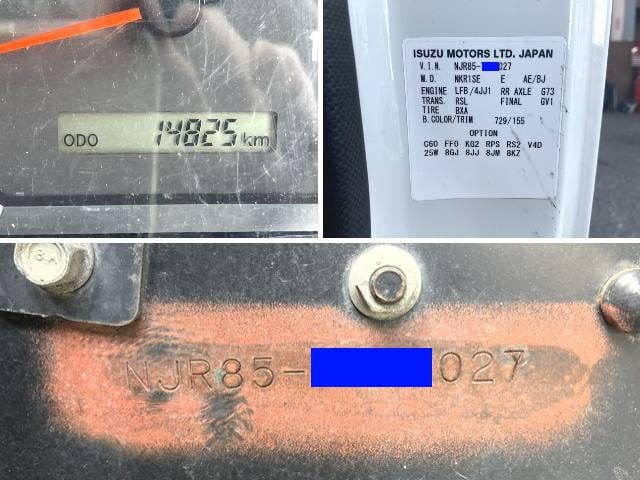 ODO 14825 km
ISUZU MOTORS LTD. JAPAN
V.I.N. NJR85- 027
M.D. NKR1SE E AE/BJ
ENGINE LFB/4JJ1 RR AXLE G73
TRANS. RSL FINAL GV1
TIRE BXA
B.COLOR/TRIM 729/155
OPTION
C60 FF0 KG2 RPS RS2 V4D
25W 8GJ 8JJ 8JM 8KZ
NJR85- 027